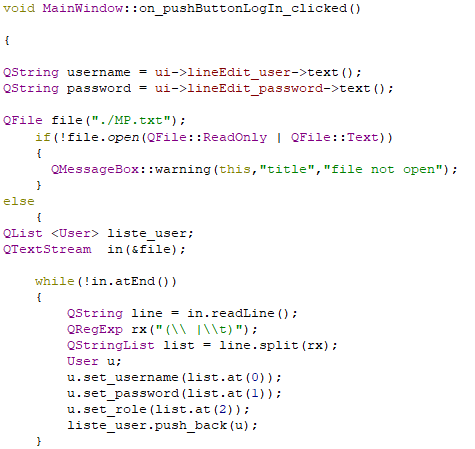 void MainWindow::on_pushButtonLogIn_clicked()
{
QString username = ui->lineEdit_user->text();
QString password = ui->lineEdit_password->text();
QFile file("./MP.txt");
    if(!file.open(QFile::ReadOnly | QFile::Text))
    {
      QMessageBox::warning(this,"title","file not open");
    }
else
    {
QList <User> liste_user;
QTextStream  in(&file);
    while(!in.atEnd())
    {
        QString line = in.readLine();
        QRegExp rx("(\\ |\\t)");
        QStringList list = line.split(rx);
        User u;
        u.set_username(list.at(0));
        u.set_password(list.at(1));
        u.set_role(list.at(2));
        liste_user.push_back(u);
    }